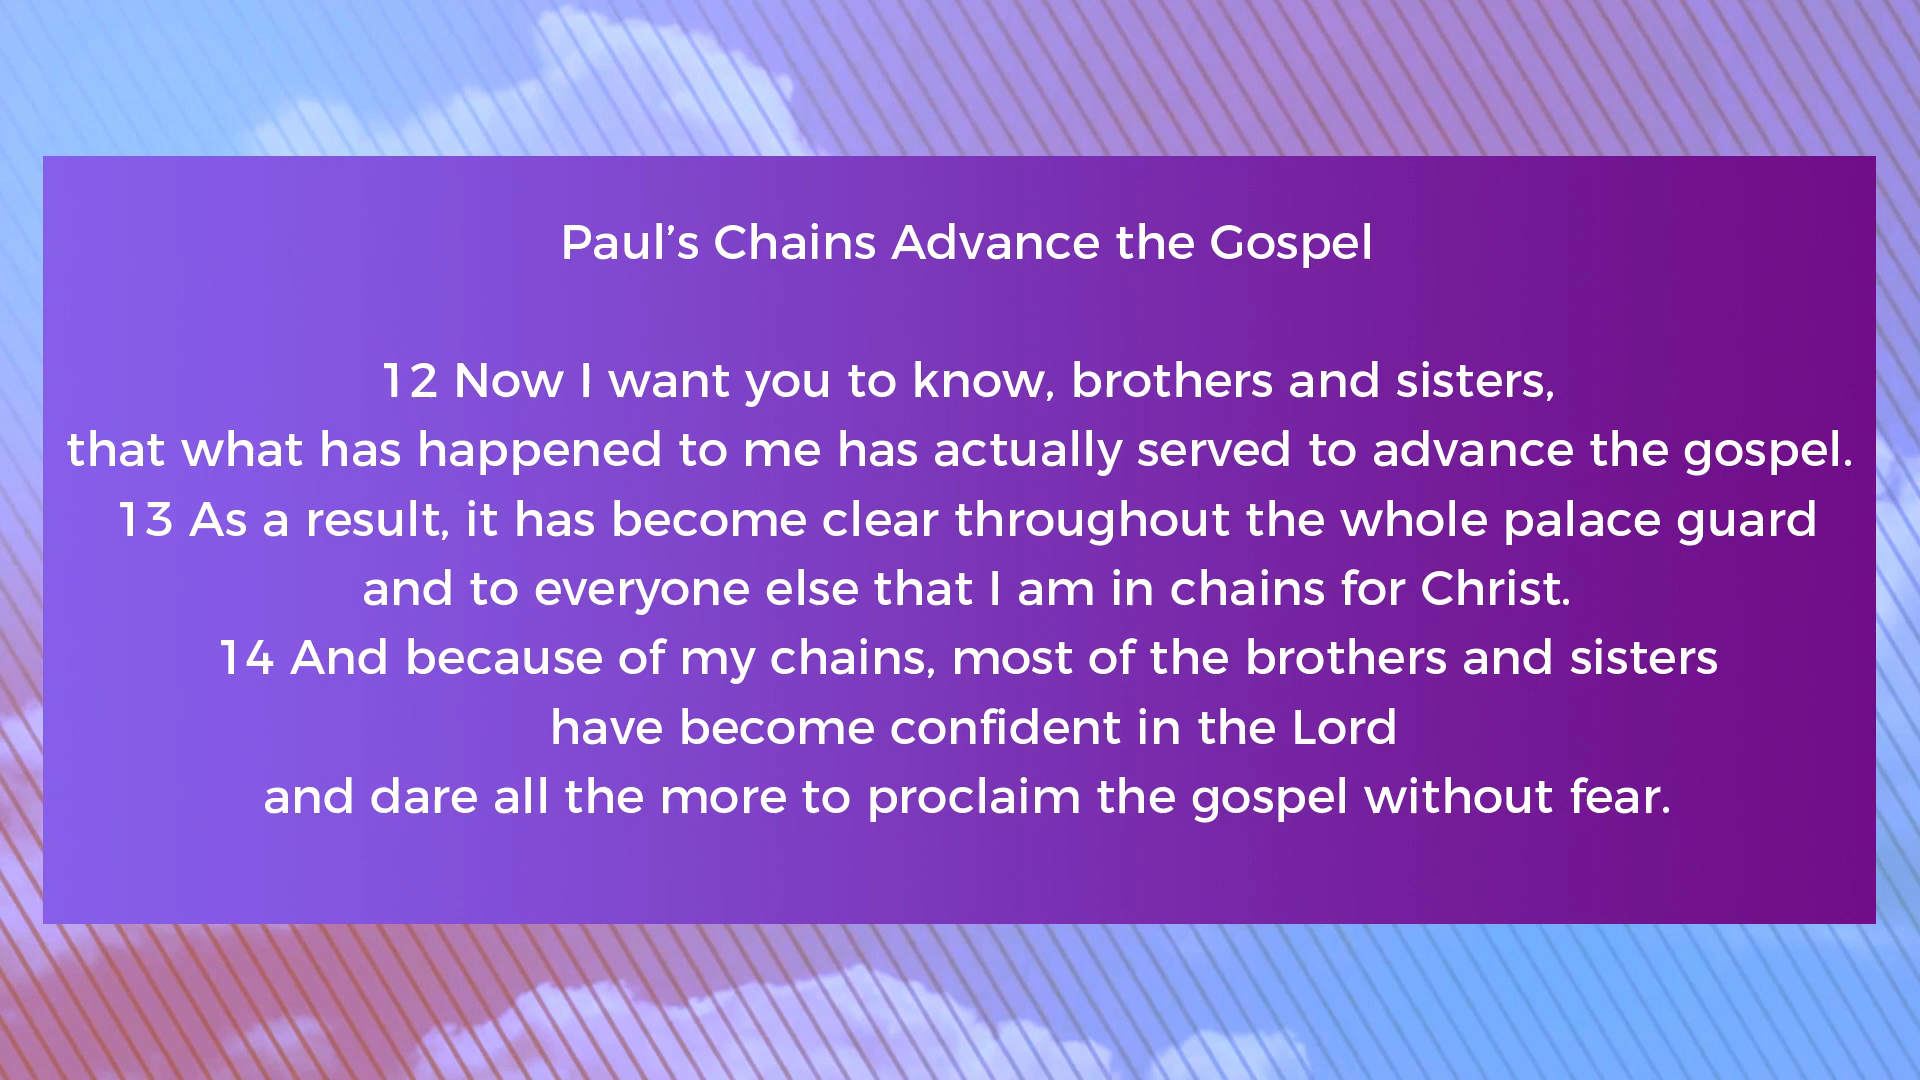 Paul’s Chains Advance the Gospel
12 Now I want you to know, brothers and sisters,
that what has happened to me has actually served to advance the gospel.
13 As a result, it has become clear throughout the whole palace guard
and to everyone else that I am in chains for Christ.
14 And because of my chains, most of the brothers and sisters
have become confident in the Lord
and dare all the more to proclaim the gospel without fear.